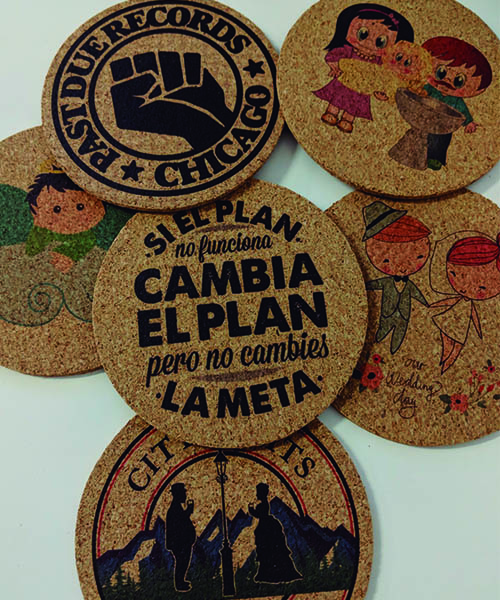 PAST DUE RECORDS
★ CHICAGO ★
SI EL PLAN
no funciona
CAMBIA
EL PLAN
pero no cambies
·LA META·
our
Wedding
day